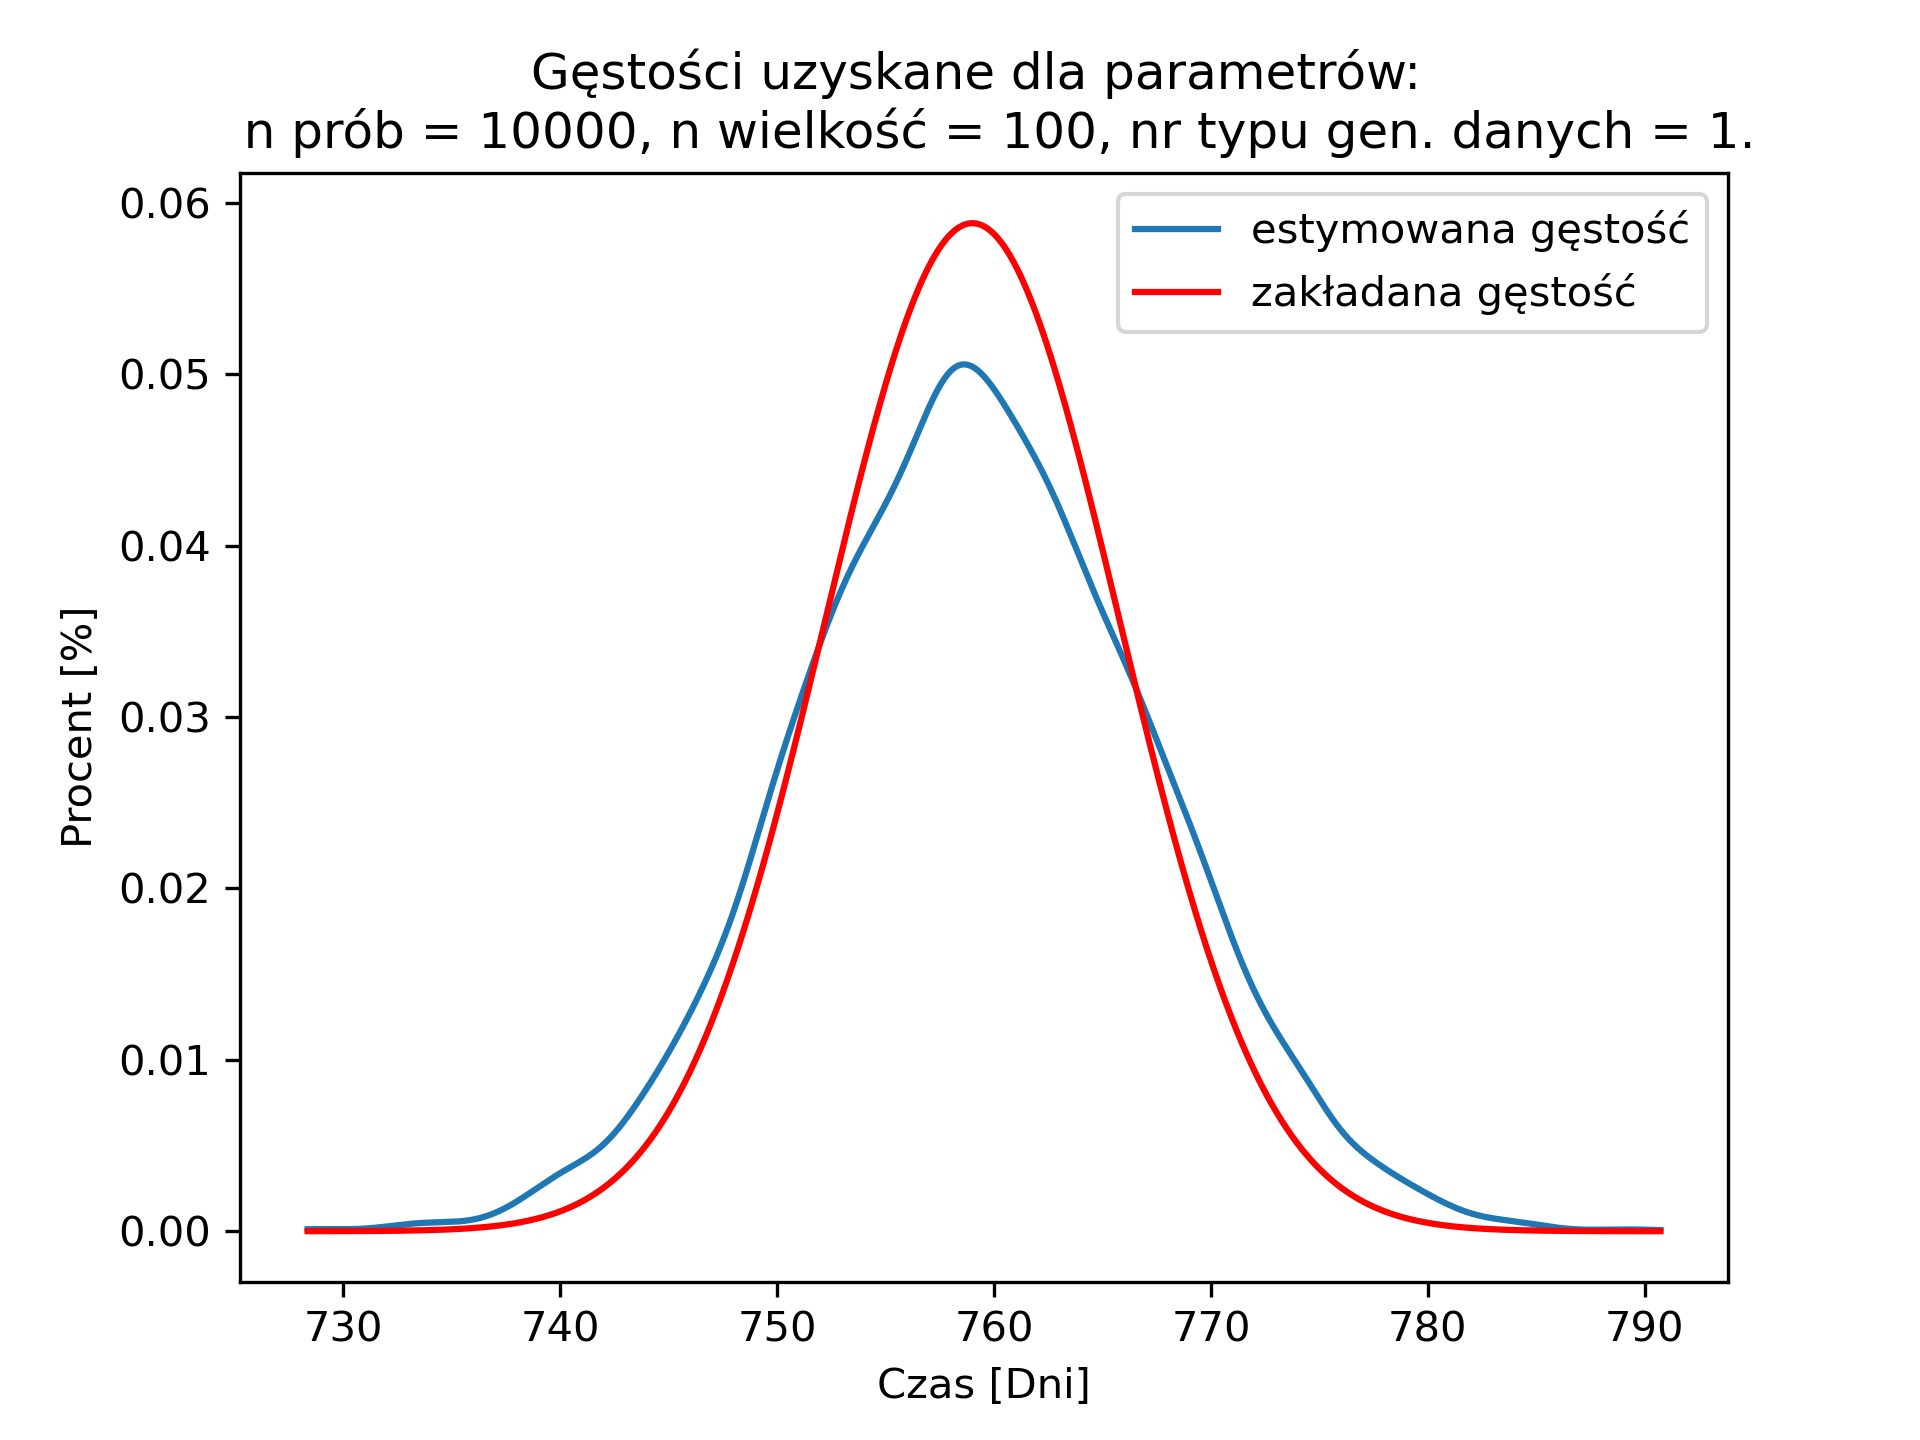 Gęstości uzyskane dla parametrów:
n prób = 10000, n wielkość = 100, nr typu gen. danych = 1.
estymowana gęstość
zakładana gęstość
0.06
0.05
0.04
0.03
0.02
0.01
0.00
Procent [%]
730 740 750 760 770 780 790
Czas [Dni]